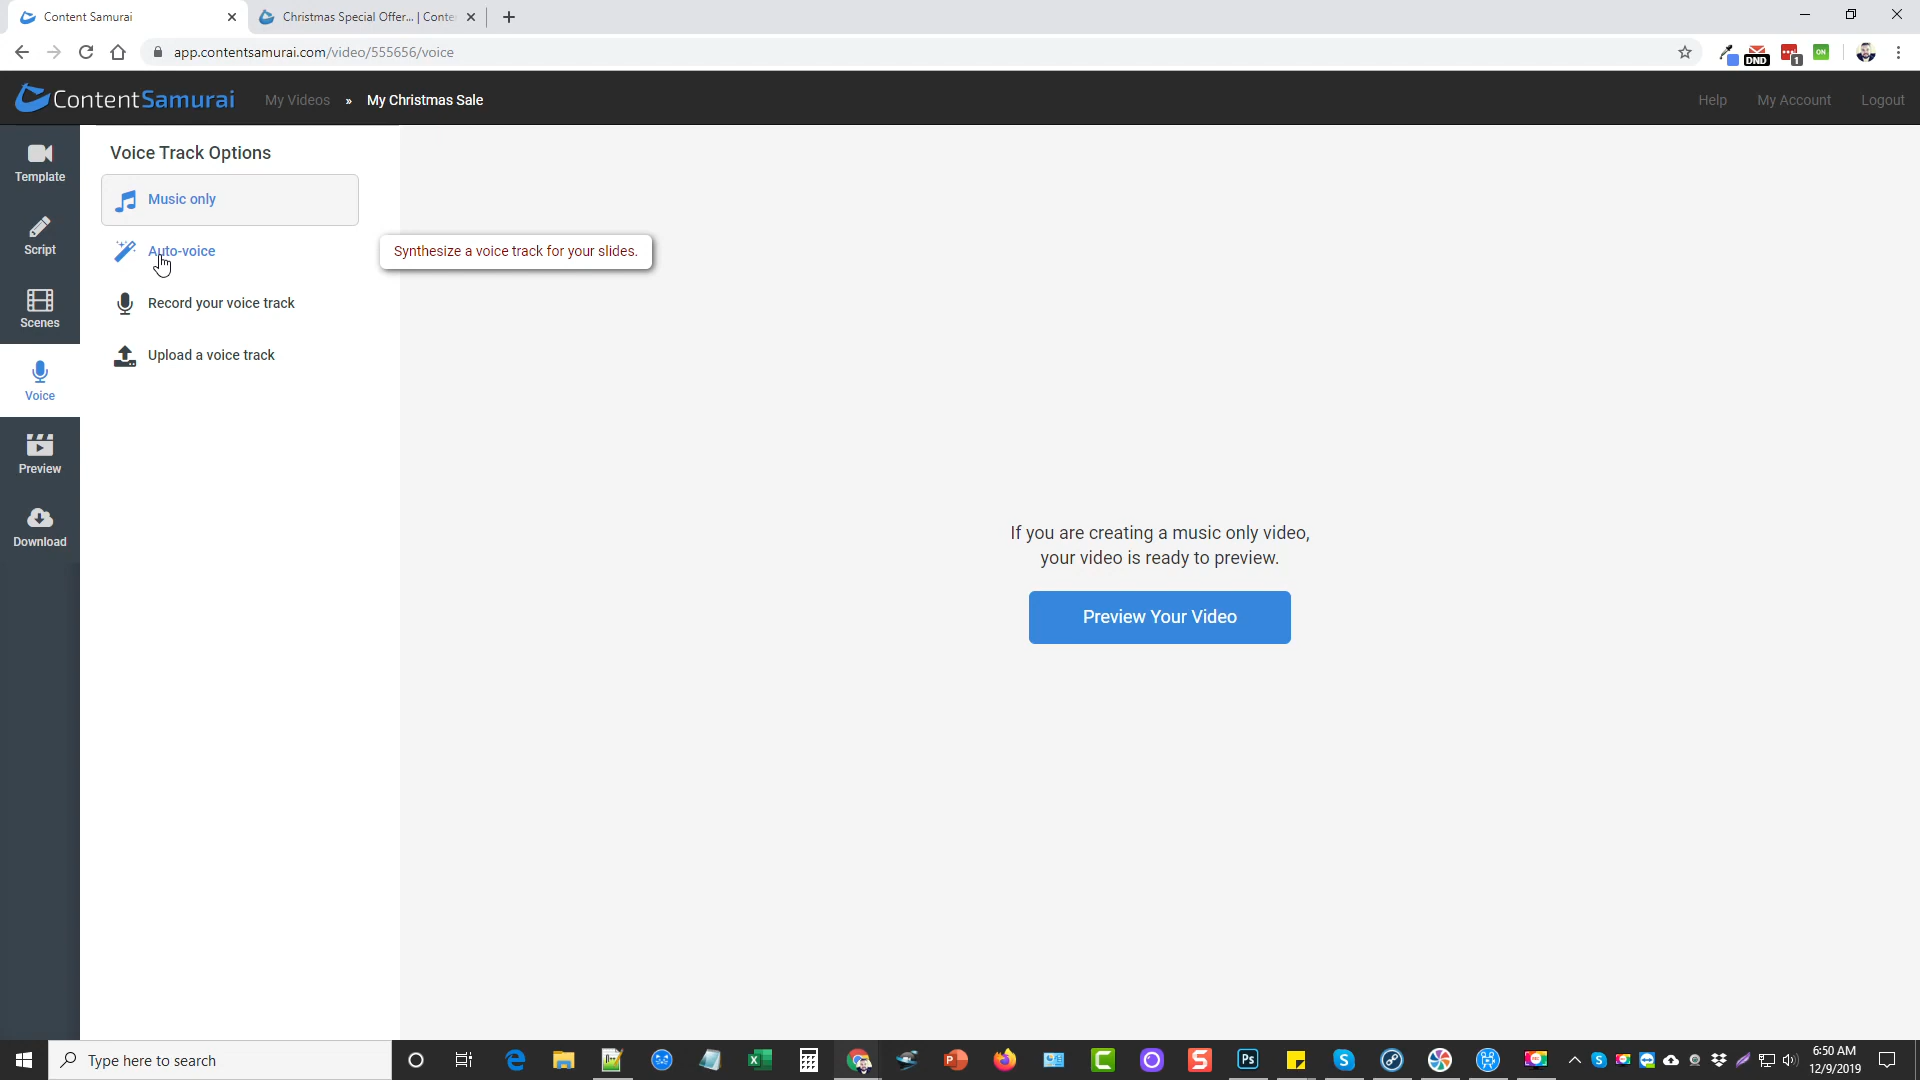 Content Samurai
Christmas Special Offer... | Conte
app.contentsamurai.com/video/555656/voice
DND
1
ON
ContentSamurai
My Videos » My Christmas Sale
Help
My Account
Logout
Template
Script
Scenes
Voice
Preview
Download
Voice Track Options
Music only
Auto-voice
Record your voice track
Upload a voice track
Synthesize a voice track for your slides.
If you are creating a music only video,
your video is ready to preview.
Preview Your Video
Type here to search
6:50 AM
12/9/2019